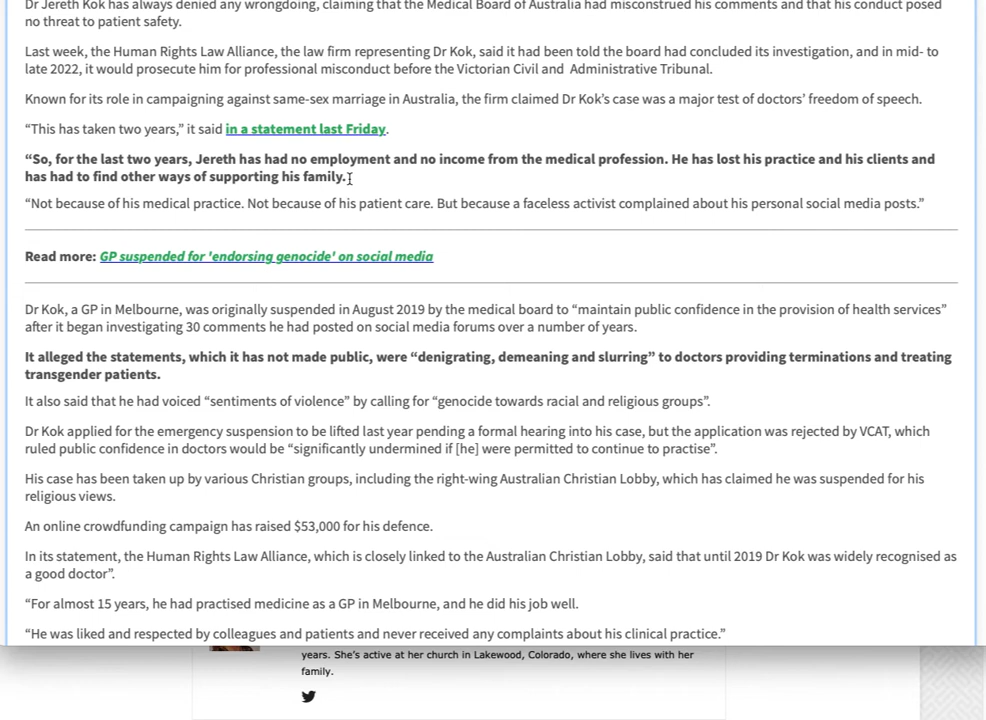 Dr Jereth Kok has always denied any wrongdoing, claiming that the Medical Board of Australia had misconstrued his comments and that his conduct posed
no threat to patient safety.
Last week, the Human Rights Law Alliance, the law firm representing Dr Kok, said it had been told the board had concluded its investigation, and in mid- to
late 2022, it would prosecute him for professional misconduct before the Victorian Civil and Administrative Tribunal.
Known for its role in campaigning against same-sex marriage in Australia, the firm claimed Dr Kok's case was a major test of doctors' freedom of speech.
“This has taken two years,” it said in a statement last Friday.
“So, for the last two years, Jereth has had no employment and no income from the medical profession. He has lost his practice and his clients and
has had to find other ways of supporting his family.
“Not because of his medical practice. Not because of his patient care. But because a faceless activist complained about his personal social media posts.”
Read more: GP suspended for 'endorsing genocide' on social media
Dr Kok, a GP in Melbourne, was originally suspended in August 2019 by the medical board to “maintain public confidence in the provision of health services”
after it began investigating 30 comments he had posted on social media forums over a number of years.
It alleged the statements, which it has not made public, were “denigrating, demeaning and slurring” to doctors providing terminations and treating
transgender patients.
It also said that he had voiced “sentiments of violence” by calling for “genocide towards racial and religious groups”.
Dr Kok applied for the emergency suspension to be lifted last year pending a formal hearing into his case, but the application was rejected by VCAT, which
ruled public confidence in doctors would be “significantly undermined if [he] were permitted to continue to practise”.
His case has been taken up by various Christian groups, including the right-wing Australian Christian Lobby, which has claimed he was suspended for his
religious views.
An online crowdfunding campaign has raised $53,000 for his defence.
In its statement, the Human Rights Law Alliance, which is closely linked to the Australian Christian Lobby, said that until 2019 Dr Kok was widely recognised as
a good doctor”.
“For almost 15 years, he had practised medicine as a GP in Melbourne, and he did his job well.
“He was liked and respected by colleagues and patients and never received any complaints about his clinical practice.”
years. She's active at her church in Lakewood, Colorado, where she lives with her
family.